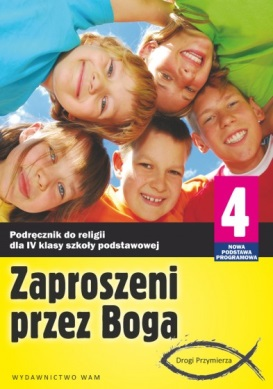 Podręcznik do religii
dla IV klasy szkoły podstawowej
4
NOWA
PODSTAWA
PROGRAMOWA
Zaproszeni
przez Boga
Drogi Przymierza
WYDAWNICTWO WAM